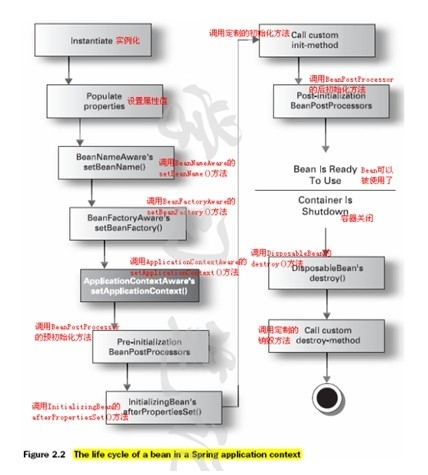 Instantiate 实例化
Populate
properties
设置属性值
BeanNameAware's
setBeanName()
调用BeanNameAware的
setBeanName()方法
BeanFactoryAware's
setBeanFactory()
调用BeanFactoryAware的
setBeanFactory()方法
ApplicationContextAware's
setApplicationContext()
调用ApplicationContextAware的
setApplicationContext()方法
调用BeanPostProcessor
的预初始化方法
Pre-initialization
BeanPostProcessors
调用InitializingBean的
afterPropertiesSet()方法
InitializingBean's
afterPropertiesSet()
调用定制的初始化方法
Call custom
init-method
调用BeanPostProcessor
的后初始化方法
Post-initialization
BeanPostProcessors
Bean Is Ready
To Use
Bean可以
被使用了
Container Is
Shutdown
容器关闭
调用DisposableBean的
destroy()方法
DisposableBean's
destroy()
调用定制的
销毁方法
Call custom
destroy-method
Figure 2.2 The life cycle of a bean in a Spring application context